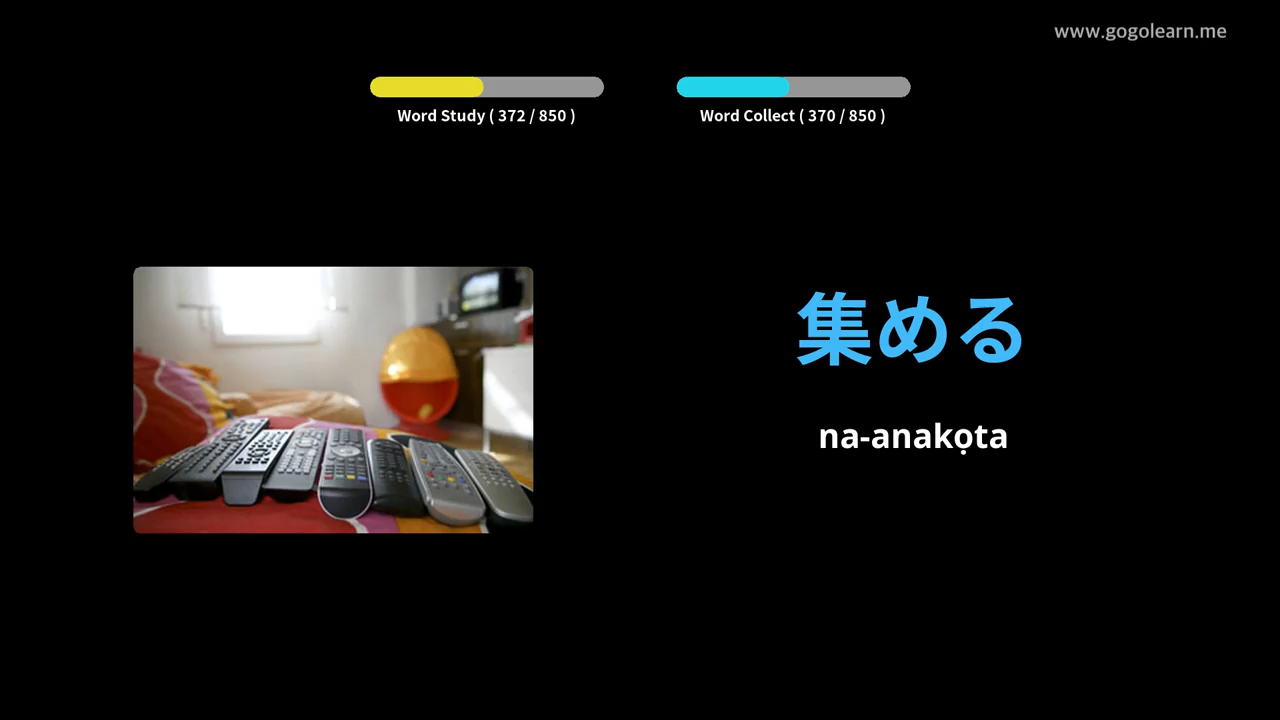 www.gogolearn.me
Word Study ( 372 / 850 )
Word Collect ( 370 / 850 )
集める
na-anakọta